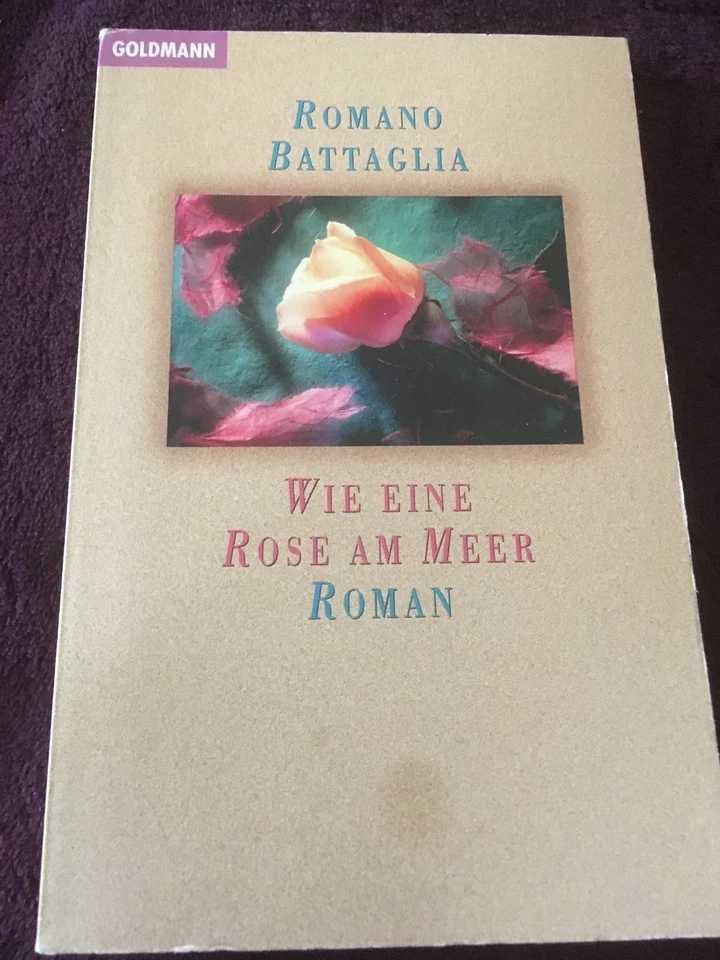 GOLDMANN
ROMANO
BATTAGLIA
WIE EINE
ROSE AM MEER
ROMAN